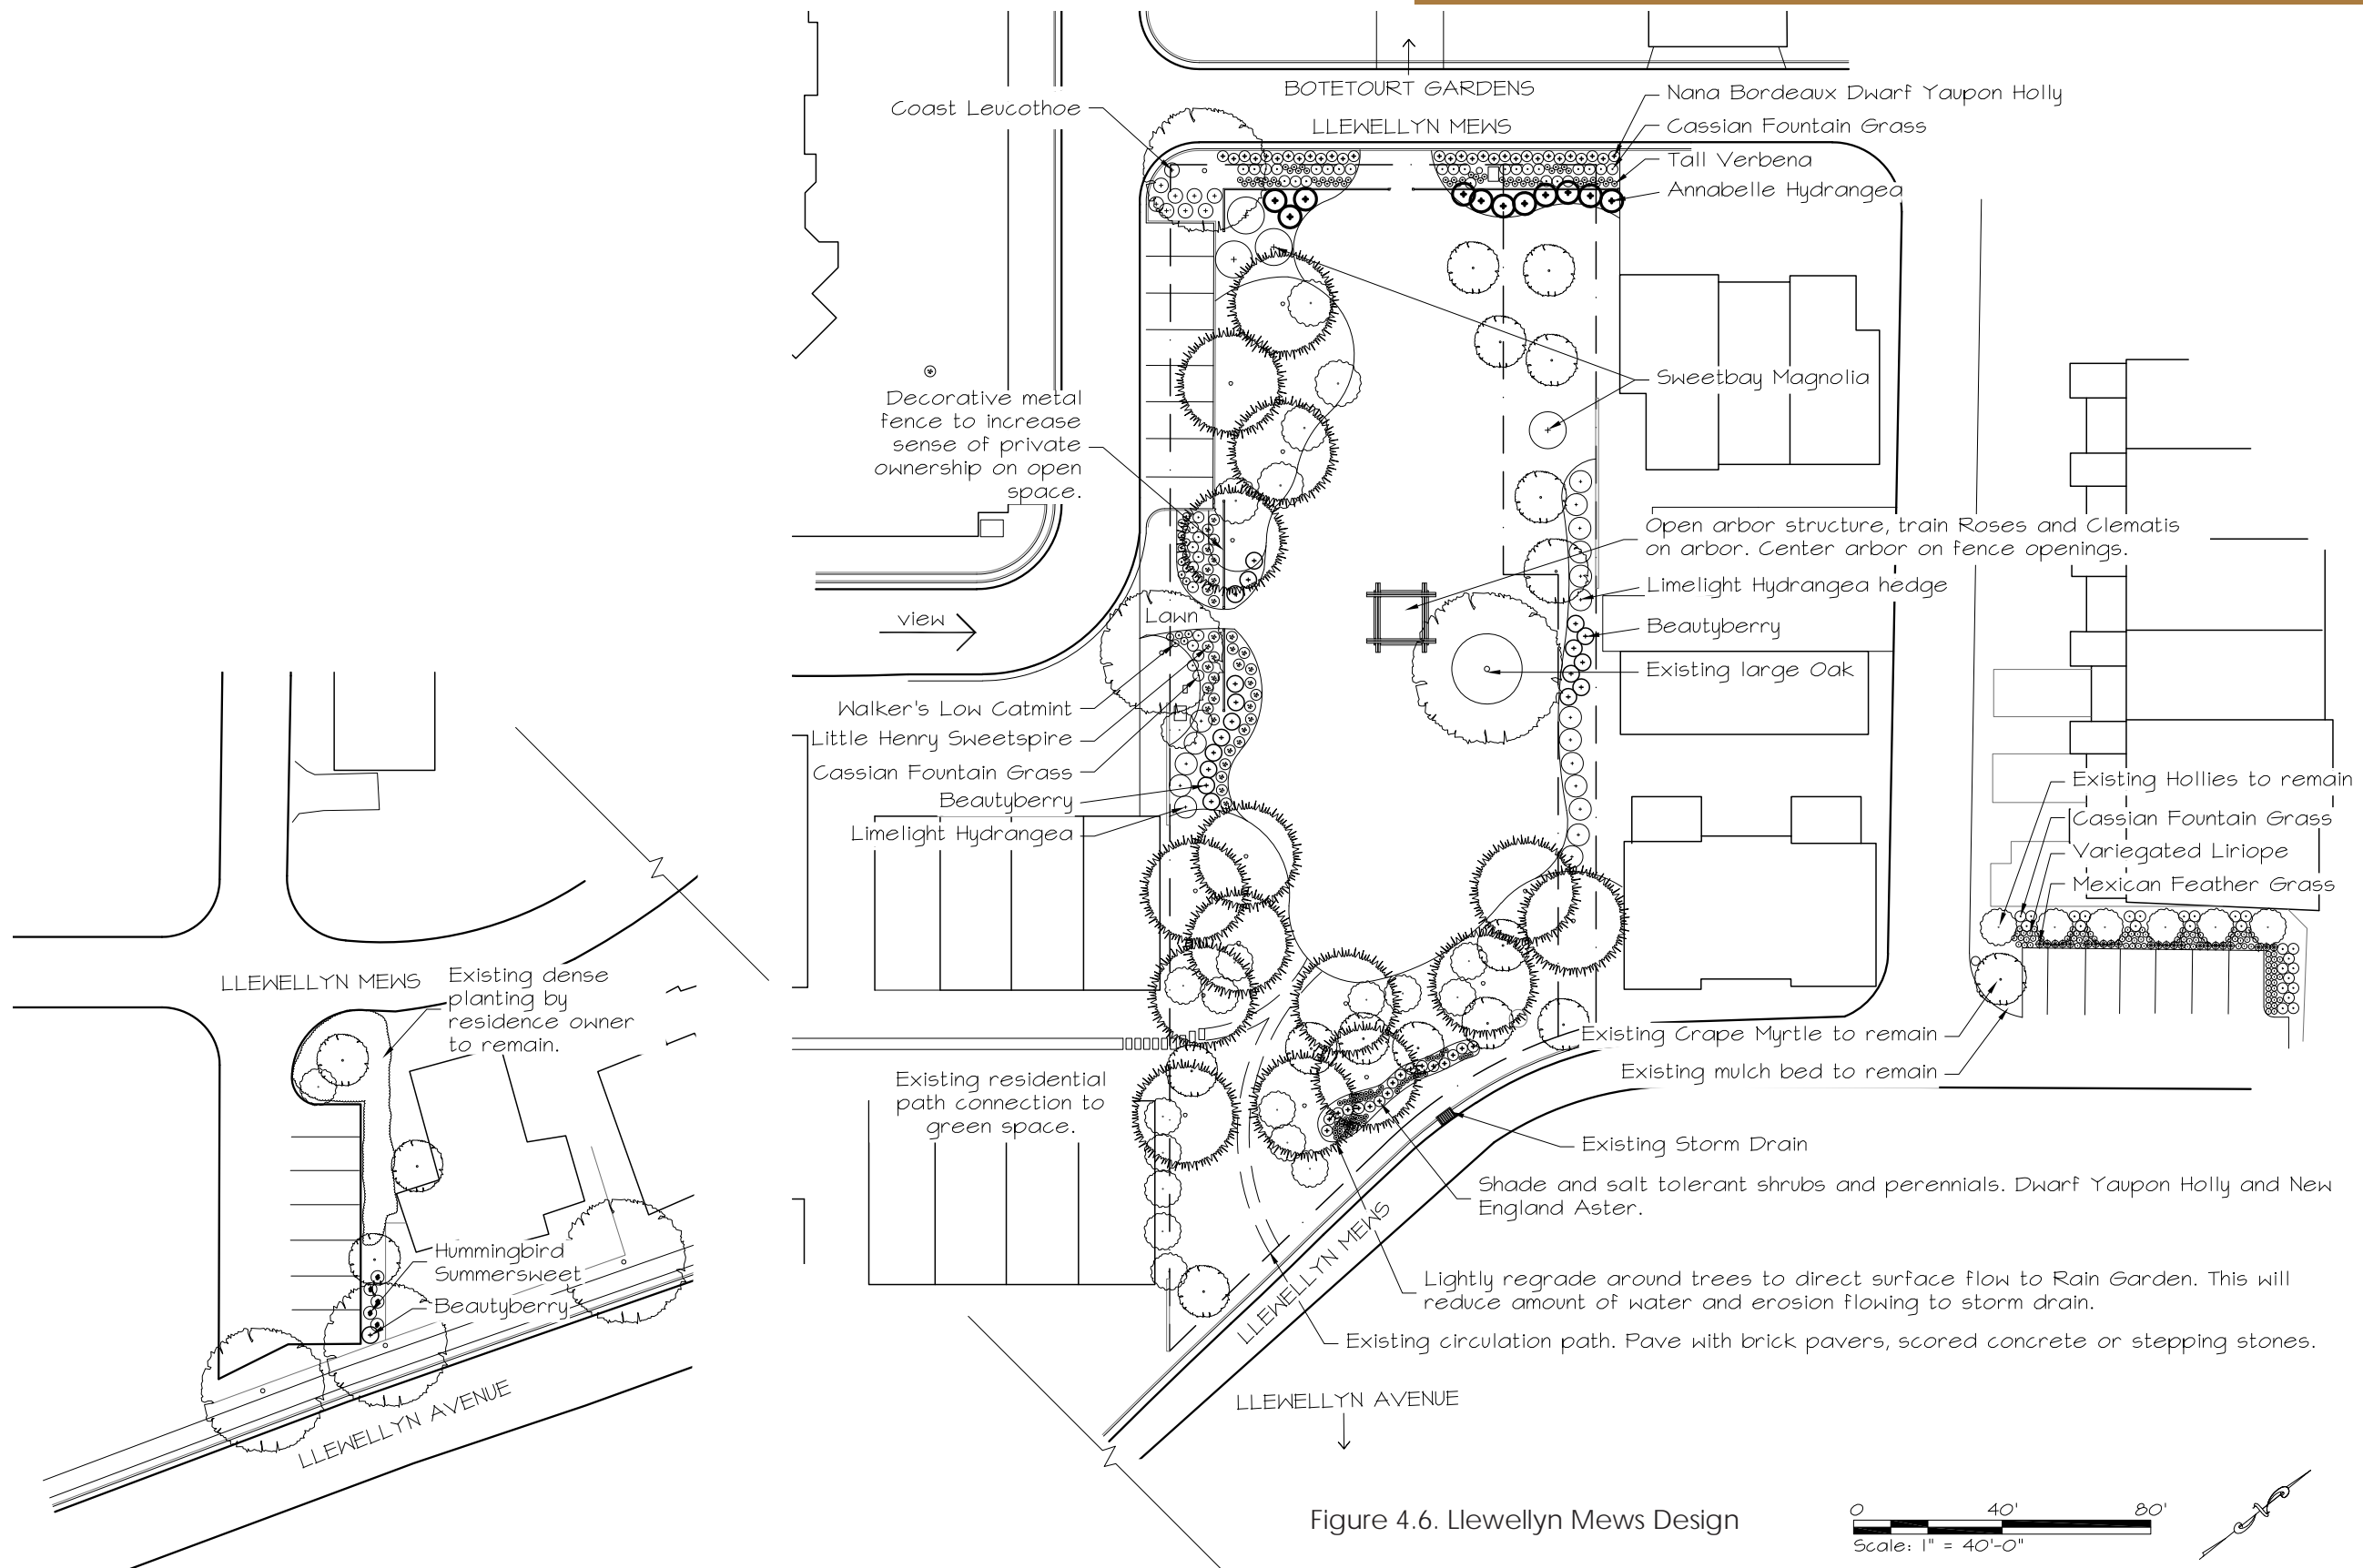 BOTETOURT GARDENS
LLEWELLYN MEWS
Coast Leucothoe
Nana Bordeaux Dwarf Yaupon Holly
Cassian Fountain Grass
Tall Verbena
Annabelle Hydrangea
Sweetbay Magnolia
Decorative metal
fence to increase
sense of private
ownership on open
space.
Open arbor structure, train Roses and Clematis
on arbor. Center arbor on fence openings.
Limelight Hydrangea hedge
Beautyberry
Existing large Oak
view
Lawn
Walker's Low Catmint
Little Henry Sweetspire
Cassian Fountain Grass
Beautyberry
Limelight Hydrangea
Existing Hollies to remain
Cassian Fountain Grass
Variegated Liriope
Mexican Feather Grass
Existing Crape Myrtle to remain
Existing mulch bed to remain
LLEWELLYN MEWS
Existing dense
planting by
residence owner
to remain.
Existing residential
path connection to
green space.
Existing Storm Drain
Shade and salt tolerant shrubs and perennials. Dwarf Yaupon Holly and New
England Aster.
LLEWELLYN MEWS
Hummingbird
Summersweet
Beautyberry
Lightly regrade around trees to direct surface flow to Rain Garden. This will
reduce amount of water and erosion flowing to storm drain.
Existing circulation path. Pave with brick pavers, scored concrete or stepping stones.
LLEWELLYN AVENUE
LLEWELLYN AVENUE
Figure 4.6. Llewellyn Mews Design
0 40' 80'
Scale: 1" = 40'-0"